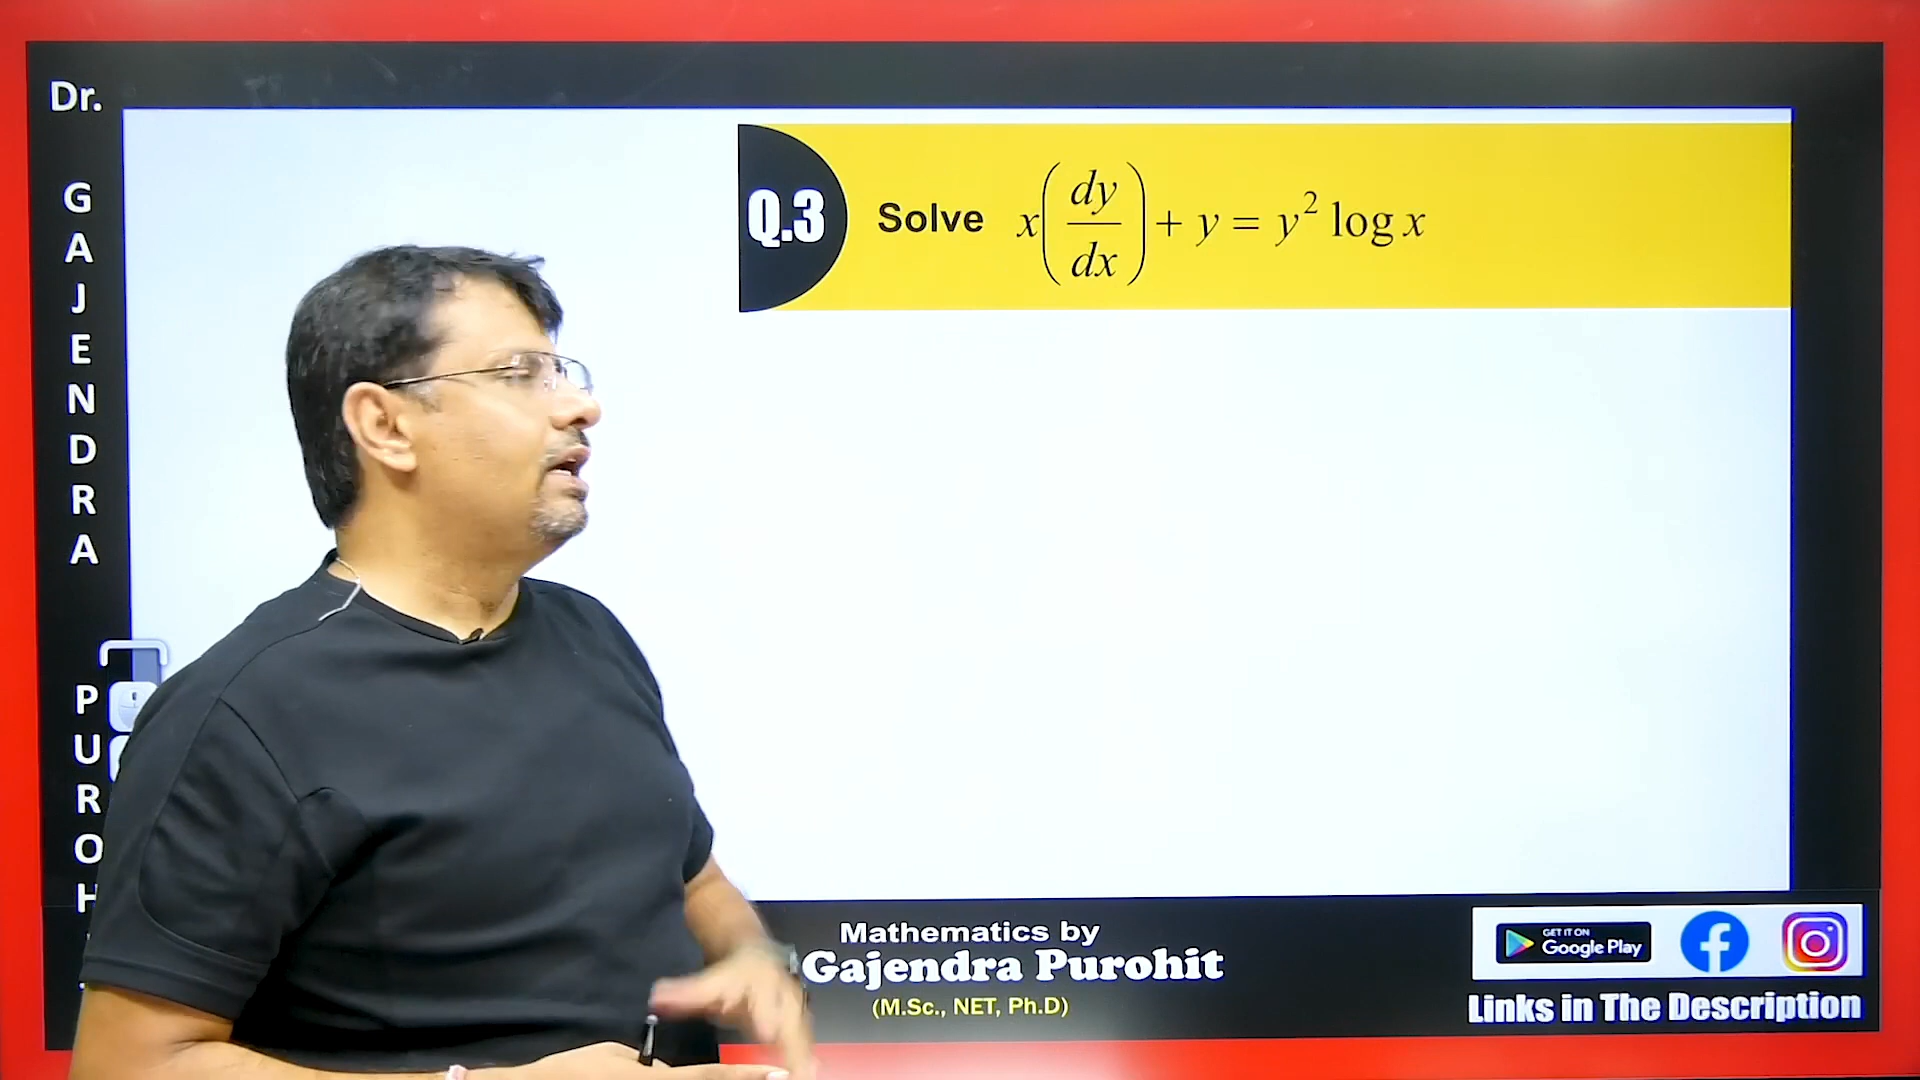 Dr.
GAJENDRA
PUROH
Q.3 Solve x(dy/dx) + y = y² log x
Mathematics by
Gajendra Purohit
(M.Sc., NET, Ph.D)
GET IT ON
Google Play
Links in The Description